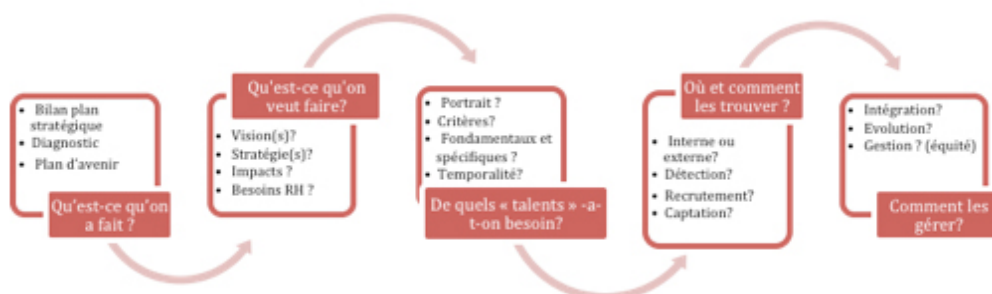 • Bilan plan
stratégique
• Diagnostic
• Plan d'avenir
Qu'est-ce qu'on
a fait ?
Qu'est-ce qu'on
veut faire?
• Vision(s)?
• Stratégie(s)?
• Impacts ?
• Besoins RH ?
• Portrait ?
• Critères?
• Fondamentaux et
spécifiques ?
• Temporalité?
De quels « talents » -a-
t-on besoin?
Où et comment
les trouver ?
• Interne ou
externe?
• Détection?
• Recrutement?
• Captation?
• Intégration?
• Evolution?
• Gestion ? (équité)
Comment les
gérer?